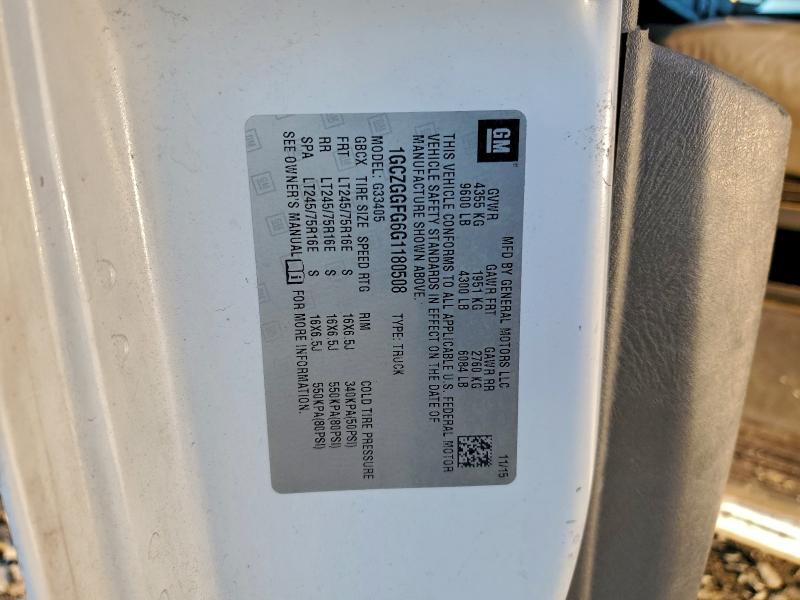 GM
MFD BY GENERAL MOTORS LLC 11/15
GVWR GAWR FRT GAWR RR
4355 KG 1951 KG 2760 KG
9600 LB 4300 LB 6084 LB
THIS VEHICLE CONFORMS TO ALL APPLICABLE U.S. FEDERAL MOTOR
VEHICLE SAFETY STANDARDS IN EFFECT ON THE DATE OF
MANUFACTURE SHOWN ABOVE.
1GCZGGFG6G1180508 TYPE: TRUCK
MODEL: G33405
GBCX TIRE SIZE SPEED RTG RIM COLD TIRE PRESSURE
FRT LT245/75R16E S 16X6.5J 340KPA(50PSI)
RR LT245/75R16E S 16X6.5J 550KPA(80PSI)
SPA LT245/75R16E S 16X6.5J 550KPA(80PSI)
SEE OWNER'S MANUAL FOR MORE INFORMATION.